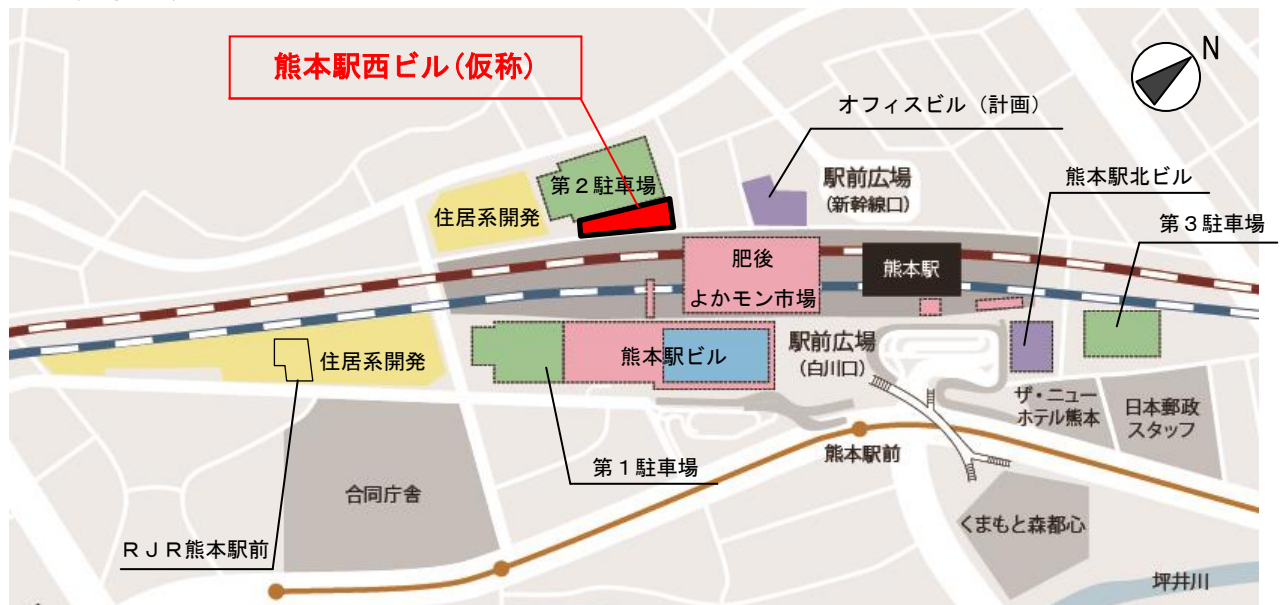 熊本駅西ビル(仮称)
N
オフィスビル（計画）
駅前広場
(新幹線口)
熊本駅北ビル
第３駐車場
第２駐車場
住居系開発
肥後
よかモン市場
熊本駅
住居系開発
熊本駅ビル
駅前広場
(白川口)
ザ・ニュー
ホテル熊本
日本郵政
スタッフ
第１駐車場
熊本駅前
合同庁舎
くまもと森都心
ＲＪＲ熊本駅前
坪井川